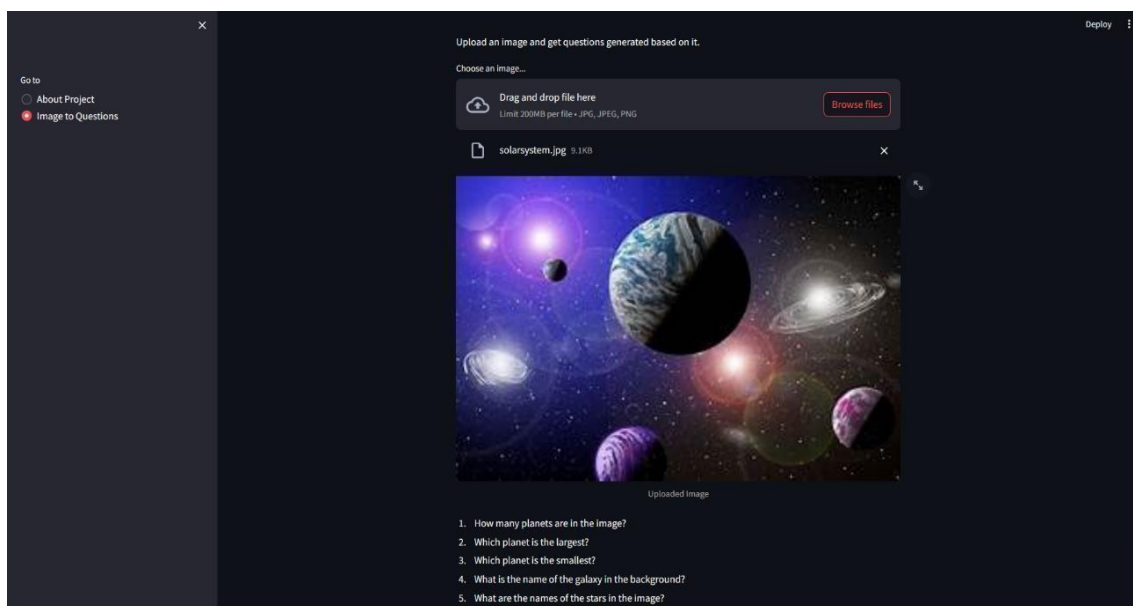 Deploy
Go to
About Project
Image to Questions
Upload an image and get questions generated based on it.
Choose an image...
Drag and drop file here
Limit 200MB per file • JPG, JPEG, PNG
Browse files
solarsystem.jpg 9.1KB
Uploaded Image
1. How many planets are in the image?
2. Which planet is the largest?
3. Which planet is the smallest?
4. What is the name of the galaxy in the background?
5. What are the names of the stars in the image?